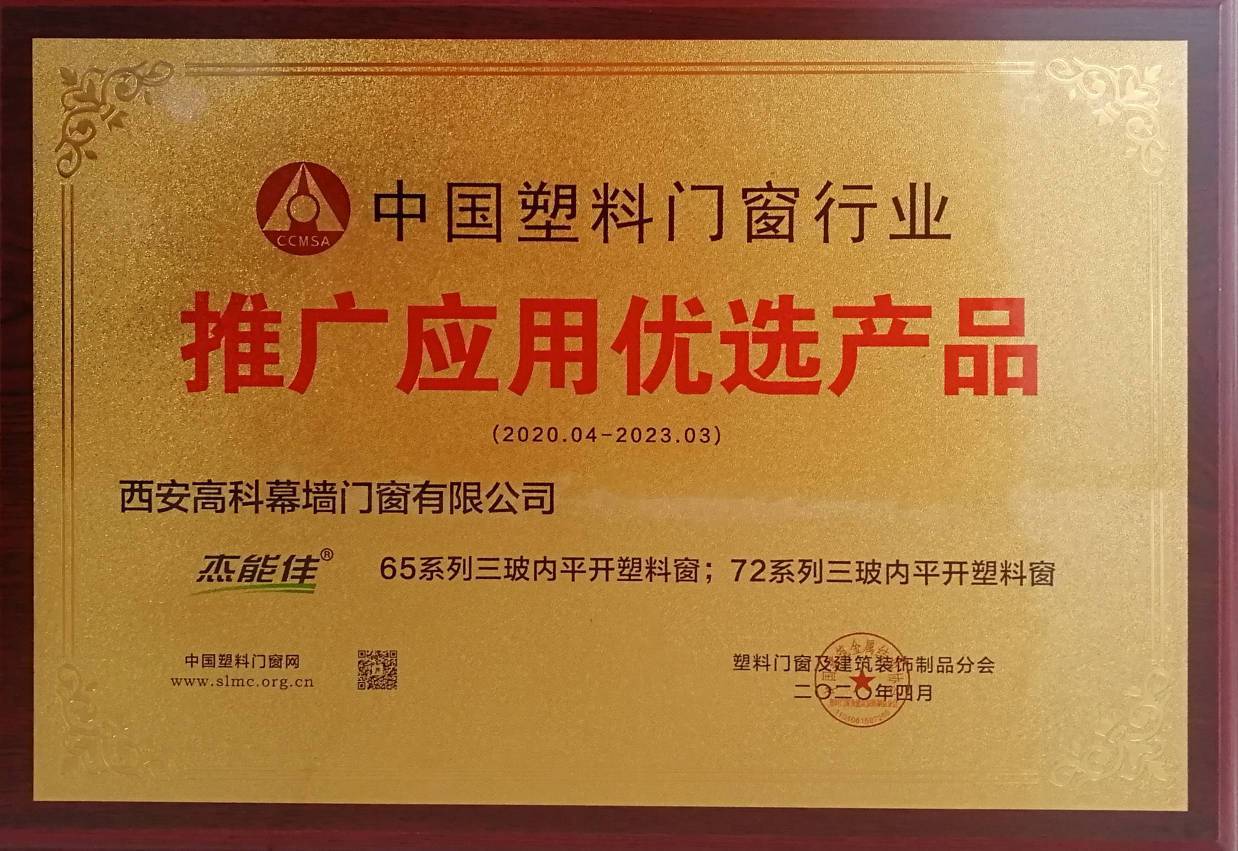 CCMSA
中国塑料门窗行业
推广应用优选产品
(2020.04-2023.03)
西安高科幕墙门窗有限公司
杰能佳® 65系列三玻内平开塑料窗；72系列三玻内平开塑料窗
中国塑料门窗网
www.slmc.org.cn
塑料门窗及建筑装饰制品分会
二〇二〇年四月